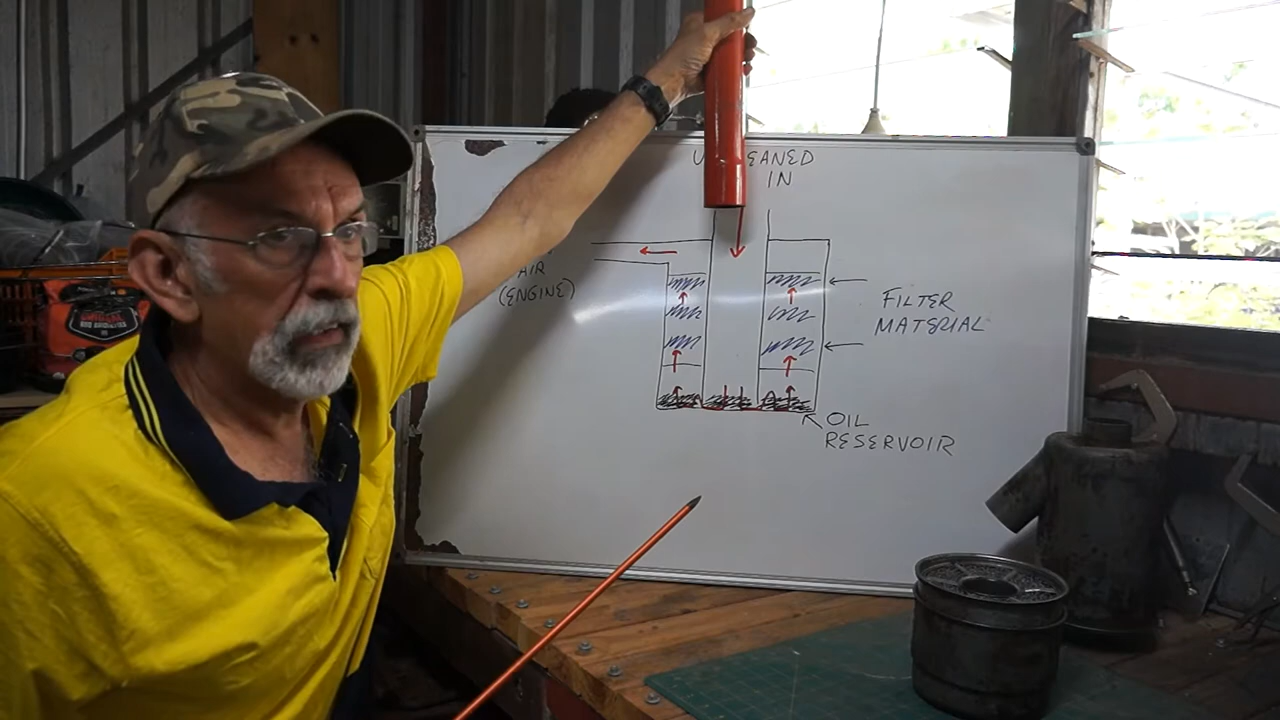 IN
AIR
(ENGINE)
FILTER
MATERIAL
OIL
RESERVOIR